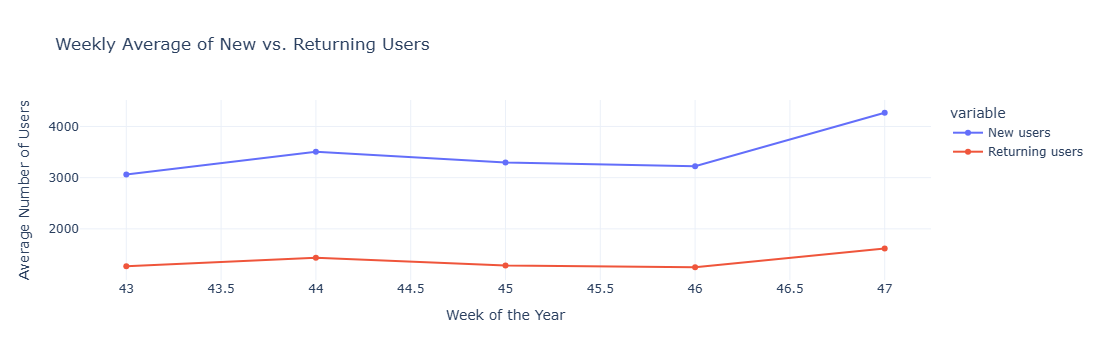 Weekly Average of New vs. Returning Users
Average Number of Users
4000
3000
2000
43 43.5 44 44.5 45 45.5 46 46.5 47
Week of the Year
variable
New users
Returning users